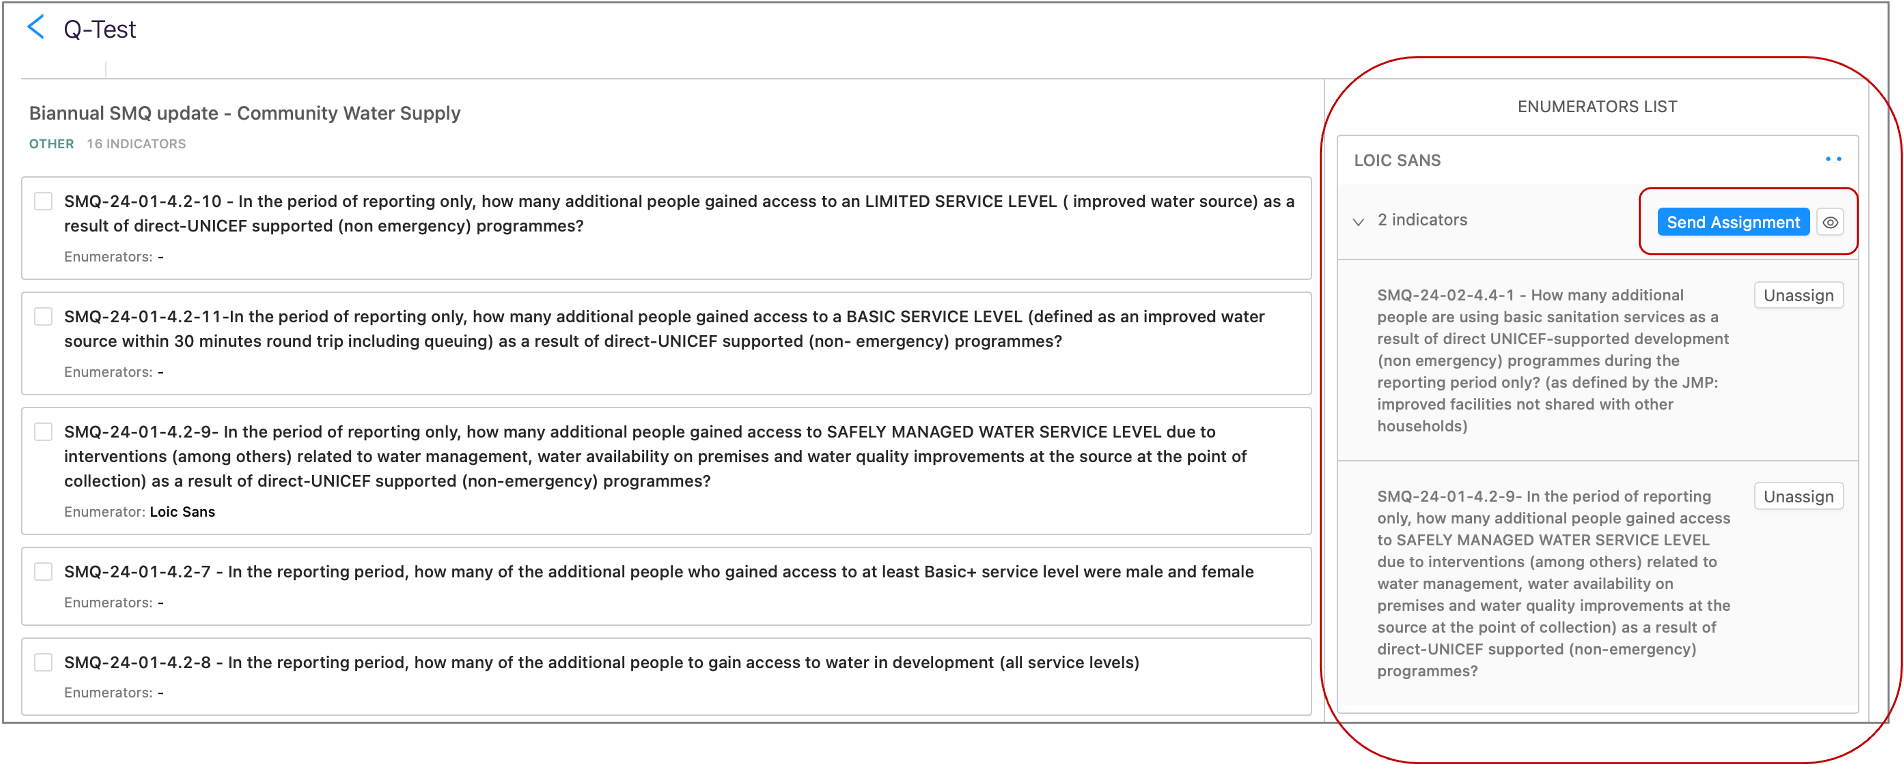 Q-Test
Biannual SMQ update - Community Water Supply
OTHER 16 INDICATORS
SMQ-24-01-4.2-10 - In the period of reporting only, how many additional people gained access to an LIMITED SERVICE LEVEL ( improved water source) as a
result of direct-UNICEF supported (non emergency) programmes?
Enumerators: -
SMQ-24-01-4.2-11-In the period of reporting only, how many additional people gained access to a BASIC SERVICE LEVEL (defined as an improved water
source within 30 minutes round trip including queuing) as a result of direct-UNICEF supported (non- emergency) programmes?
Enumerators: -
SMQ-24-01-4.2-9- In the period of reporting only, how many additional people gained access to SAFELY MANAGED WATER SERVICE LEVEL due to
interventions (among others) related to water management, water availability on premises and water quality improvements at the source at the point of
collection) as a result of direct-UNICEF supported (non-emergency) programmes?
Enumerator: Loic Sans
SMQ-24-01-4.2-7 - In the reporting period, how many of the additional people who gained access to at least Basic+ service level were male and female
Enumerators: -
SMQ-24-01-4.2-8 - In the reporting period, how many of the additional people to gain access to water in development (all service levels)
Enumerators: -
ENUMERATORS LIST
LOIC SANS
2 indicators
Send Assignment
SMQ-24-02-4.4-1 - How many additional
people are using basic sanitation services as a
result of direct UNICEF-supported development
(non emergency) programmes during the
reporting period only? (as defined by the JMP:
improved facilities not shared with other
households)
Unassign
SMQ-24-01-4.2-9- In the period of reporting
only, how many additional people gained access
to SAFELY MANAGED WATER SERVICE LEVEL
due to interventions (among others) related to
water management, water availability on
premises and water quality improvements at the
source at the point of collection) as a result of
direct-UNICEF supported (non-emergency)
programmes?
Unassign